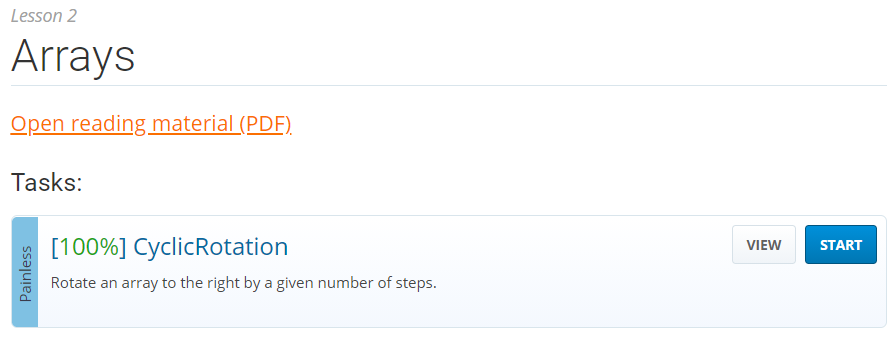 Lesson 2
Arrays
Open reading material (PDF)
Tasks:
Painless
[100%] CyclicRotation
VIEW
START
Rotate an array to the right by a given number of steps.